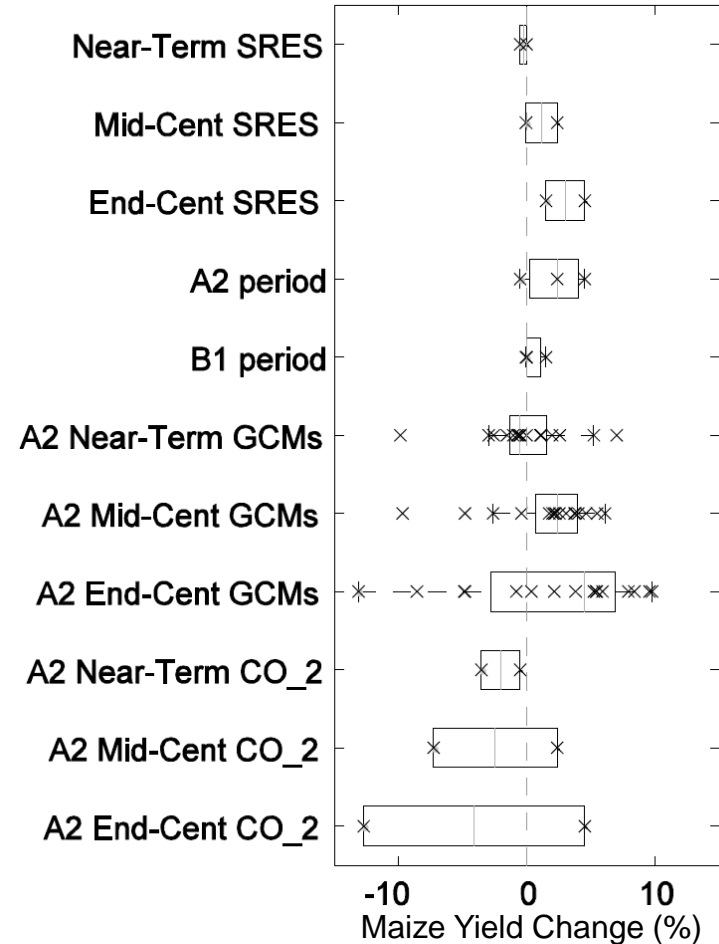 Near-Term SRES
Mid-Cent SRES
End-Cent SRES
A2 period
B1 period
A2 Near-Term GCMs
A2 Mid-Cent GCMs
A2 End-Cent GCMs
A2 Near-Term CO_2
A2 Mid-Cent CO_2
A2 End-Cent CO_2
-10 0 10
Maize Yield Change (%)